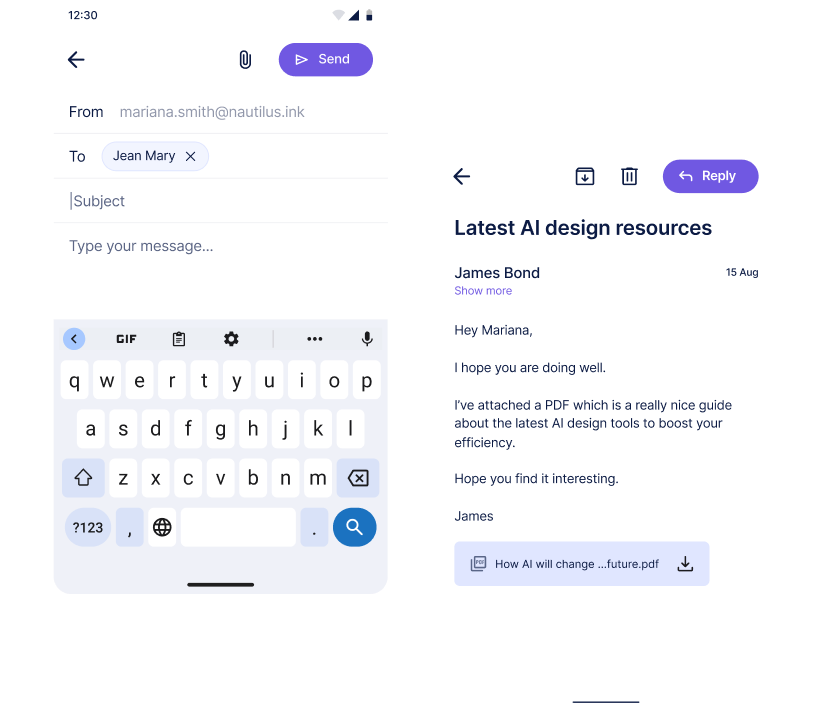 12:30
Send
From mariana.smith@nautilus.ink
To Jean Mary
Subject
Type your message...
GIF
q w e r t y u i o p
a s d f g h j k l
z x c v b n m
?123 , .
Reply
Latest AI design resources
James Bond 15 Aug
Show more
Hey Mariana,
I hope you are doing well.
I've attached a PDF which is a really nice guide
about the latest AI design tools to boost your
efficiency.
Hope you find it interesting.
James
PDF How AI will change ...future.pdf